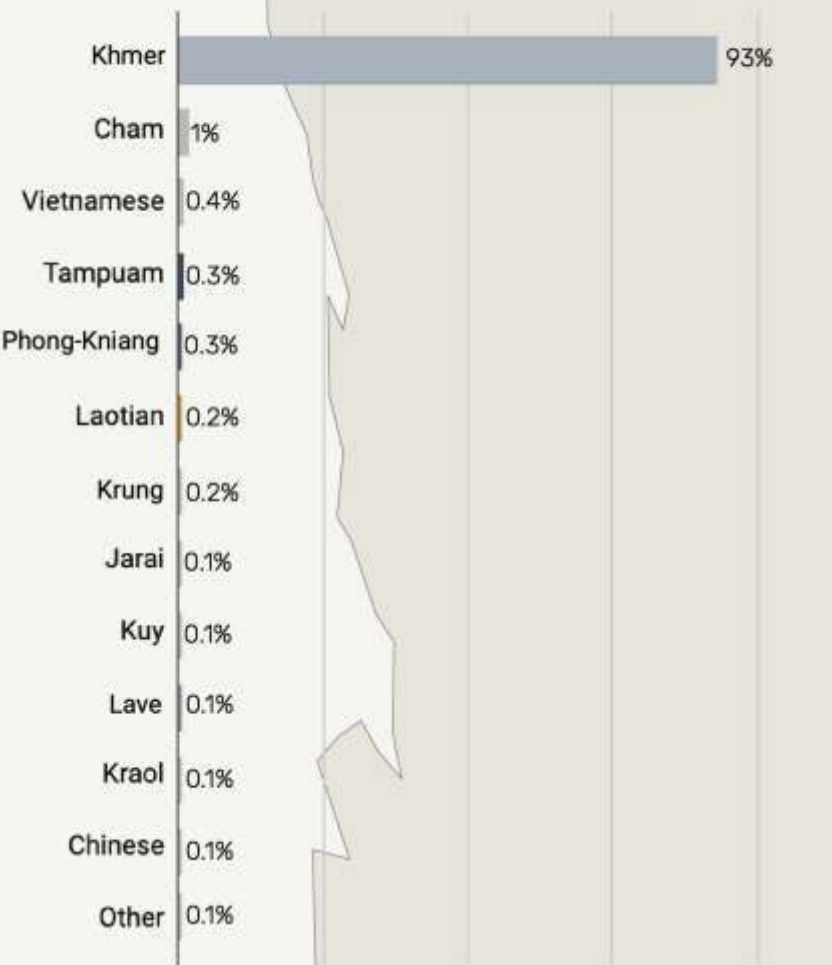 Khmer 93%
Cham 1%
Vietnamese 0.4%
Tampuam 0.3%
Phong-Kniang 0.3%
Laotian 0.2%
Krung 0.2%
Jarai 0.1%
Kuy 0.1%
Lave 0.1%
Kraol 0.1%
Chinese 0.1%
Other 0.1%